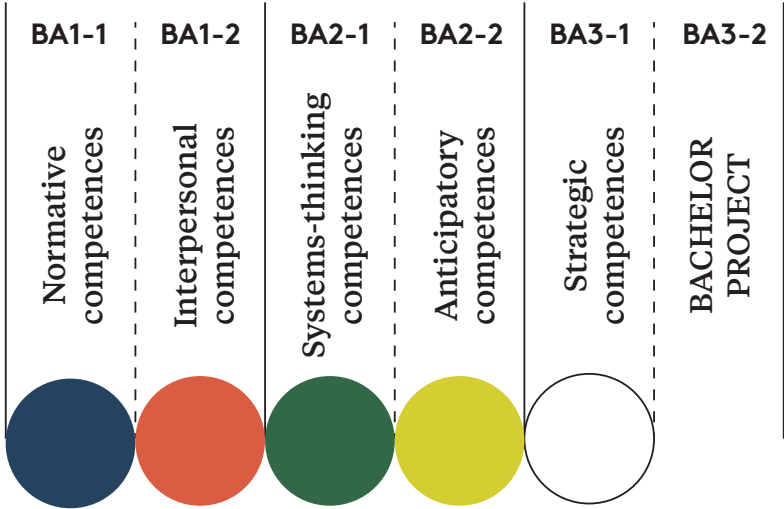 BA1-1
BA1-2
BA2-1
BA2-2
BA3-1
BA3-2
Normative
competences
Interpersonal
competences
Systems-thinking
competences
Anticipatory
competences
Strategic
competences
BACHELOR
PROJECT